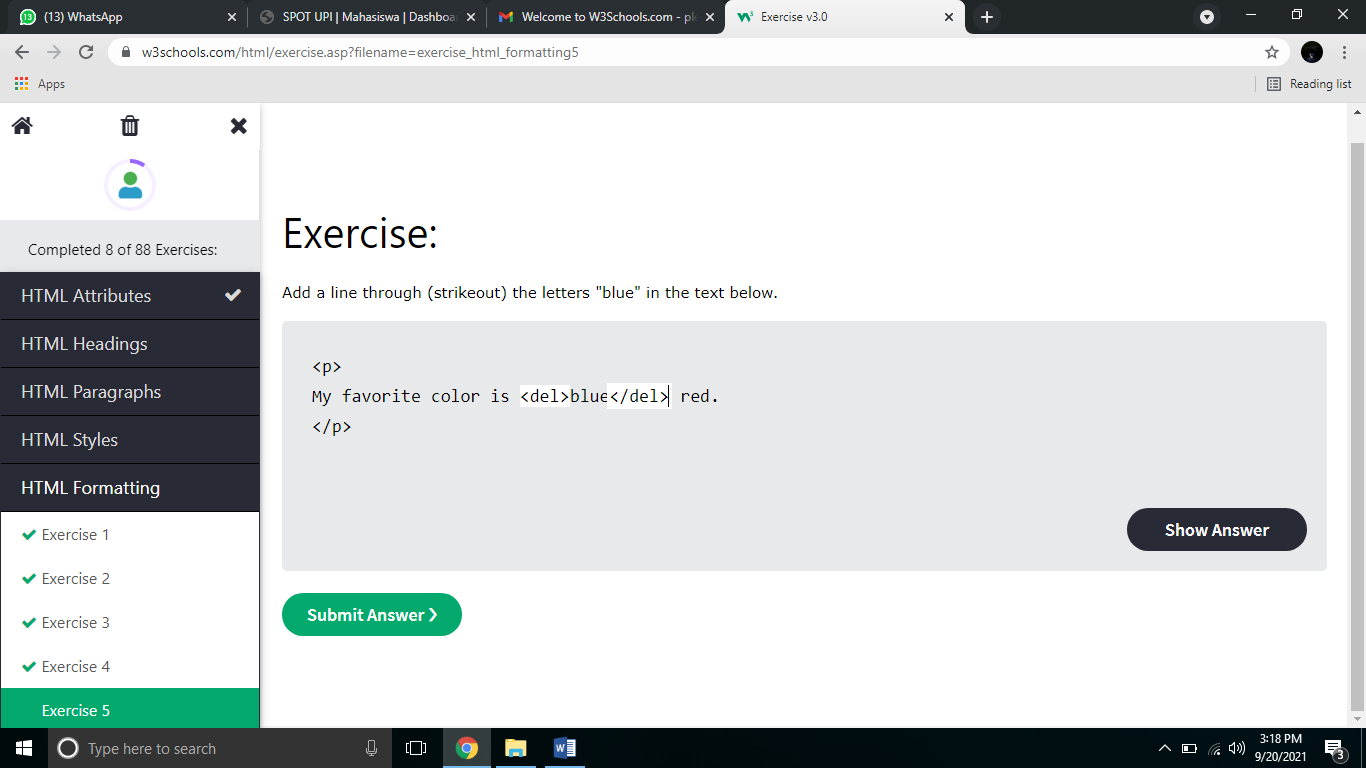 (13) WhatsApp
SPOT UPI | Mahasiswa | Dashboa
Welcome to W3Schools.com - pl
Exercise v3.0
w3schools.com/html/exercise.asp?filename=exercise_html_formatting5
Apps
Reading list
Completed 8 of 88 Exercises:
HTML Attributes
HTML Headings
HTML Paragraphs
HTML Styles
HTML Formatting
Exercise 1
Exercise 2
Exercise 3
Exercise 4
Exercise 5
Exercise:
Add a line through (strikeout) the letters "blue" in the text below.
<p>
My favorite color is <del>blue</del> red.
</p>
Show Answer
Submit Answer ❯
Type here to search
3:18 PM
9/20/2021
3